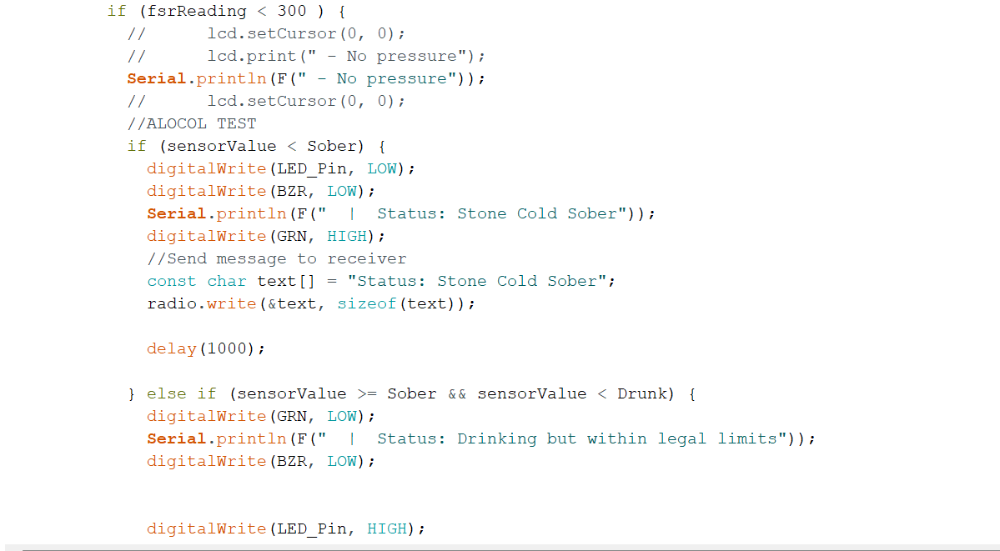 if (fsrReading < 300 ) {
//      lcd.setCursor(0, 0);
//      lcd.print(" - No pressure");
Serial.println(F(" - No pressure"));
//      lcd.setCursor(0, 0);
//ALOCOL TEST
if (sensorValue < Sober) {
digitalWrite(LED_Pin, LOW);
digitalWrite(BZR, LOW);
Serial.println(F("  |  Status: Stone Cold Sober"));
digitalWrite(GRN, HIGH);
//Send message to receiver
const char text[] = "Status: Stone Cold Sober";
radio.write(&text, sizeof(text));
delay(1000);
} else if (sensorValue >= Sober && sensorValue < Drunk) {
digitalWrite(GRN, LOW);
Serial.println(F("  |  Status: Drinking but within legal limits"));
digitalWrite(BZR, LOW);
digitalWrite(LED_Pin, HIGH);